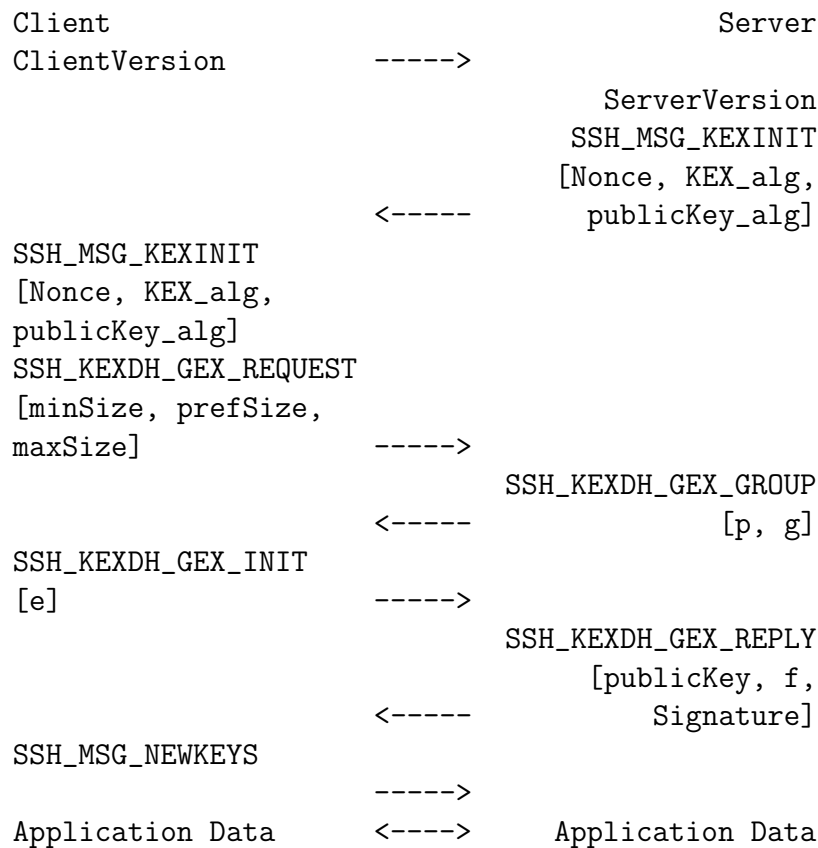 Client Server
ClientVersion ----->
ServerVersion
SSH_MSG_KEXINIT
[Nonce, KEX_alg,
<----- publicKey_alg]
SSH_MSG_KEXINIT
[Nonce, KEX_alg,
publicKey_alg]
SSH_KEXDH_GEX_REQUEST
[minSize, prefSize,
maxSize] ----->
SSH_KEXDH_GEX_GROUP
<----- [p, g]
SSH_KEXDH_GEX_INIT
[e] ----->
SSH_KEXDH_GEX_REPLY
[publicKey, f,
<----- Signature]
SSH_MSG_NEWKEYS
----->
Application Data <----> Application Data